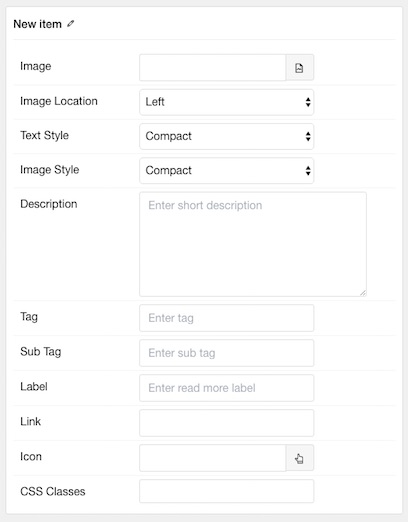 New item
Image
Image Location Left
Text Style Compact
Image Style Compact
Description Enter short description
Tag Enter tag
Sub Tag Enter sub tag
Label Enter read more label
Link
Icon
CSS Classes